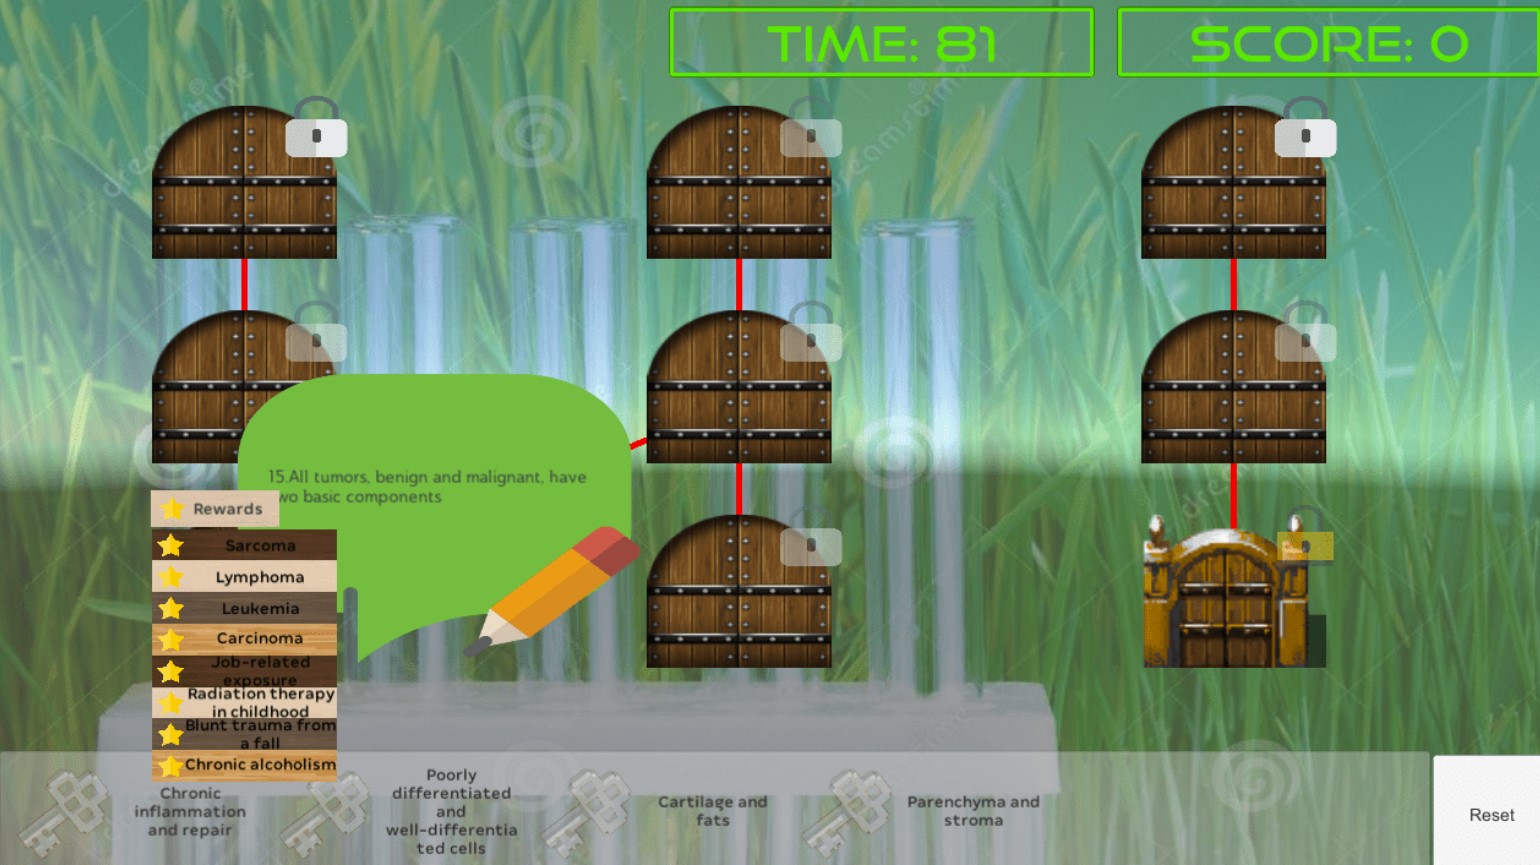 TIME: 81
SCORE: 0
15.All tumors, benign and malignant, have
wo basic components
Rewards
Sarcoma
Lymphoma
Leukemia
Carcinoma
Job-related
exposure
Radiation therapy
in childhood
Blunt trauma from
a fall
Chronic alcoholism
Chronic
inflammation
and repair
Poorly
differentiated
and
well-differentia
ted cells
Cartilage and
fats
Parenchyma and
stroma
Reset
dreamstime